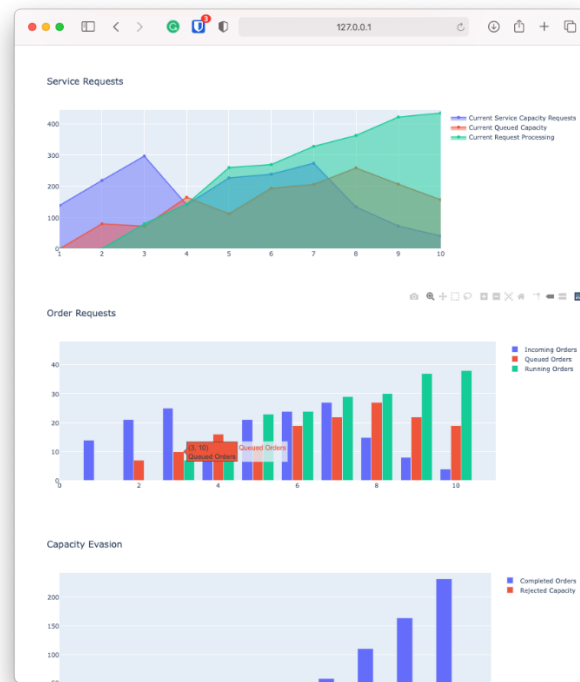 3
127.0.0.1
Service Requests
400
300
200
100
0
1 2 3 4 5 6 7 8 9 10
Current Service Capacity Requests
Current Queued Capacity
Current Request Processing
Order Requests
40
30
20
10
0
0 2 4 6 8 10
(3, 10) Queued Orders
Queued Orders
Incoming Orders
Queued Orders
Running Orders
Capacity Evasion
200
150
100
Completed Orders
Rejected Capacity